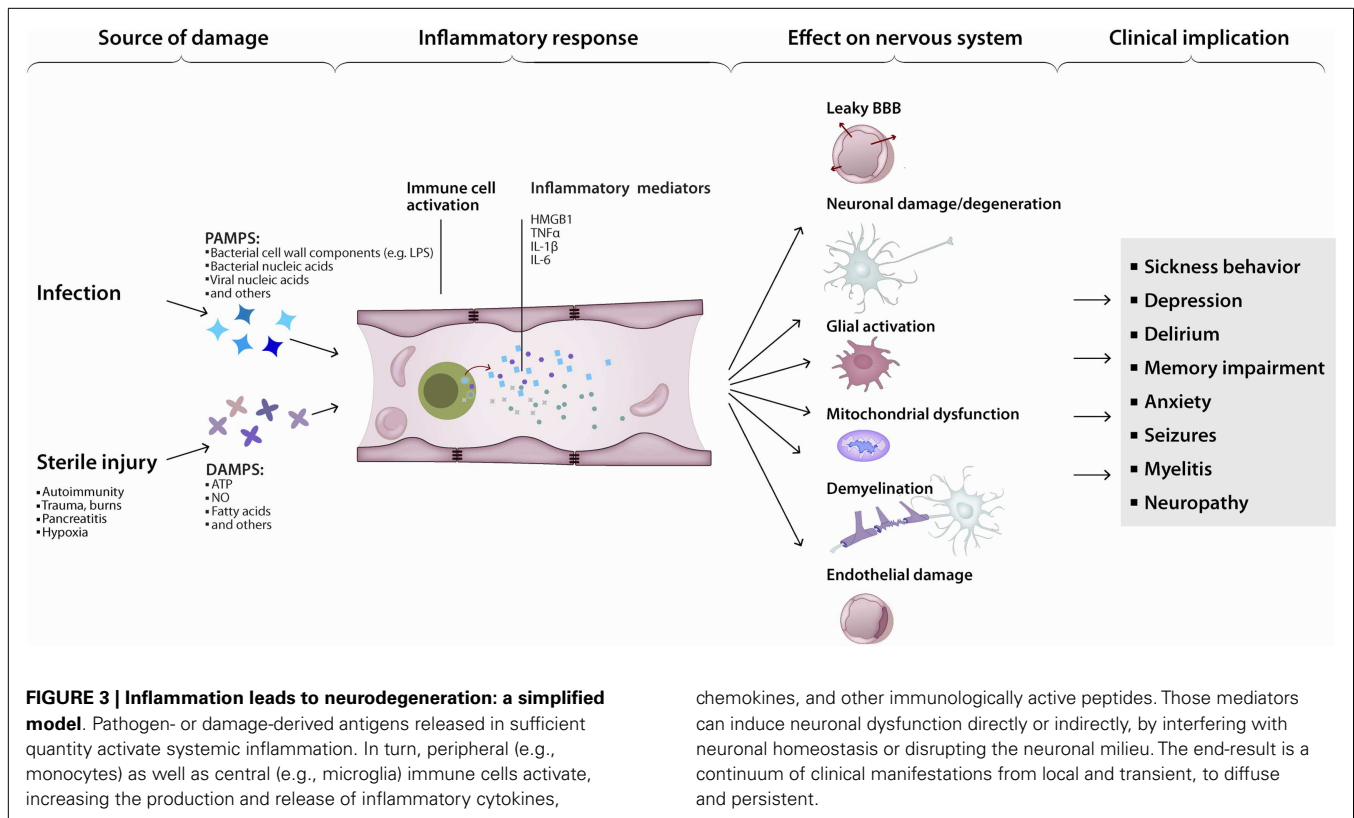 Source of damage
Inflammatory response
Effect on nervous system
Clinical implication
Infection
PAMPS:
▪Bacterial cell wall components (e.g. LPS)
▪Bacterial nucleic acids
▪Viral nucleic acids
▪and others
Sterile injury
▪Autoimmunity
▪Trauma, burns
▪Pancreatitis
▪Hypoxia
DAMPS:
▪ATP
▪NO
▪Fatty acids
▪and others
Immune cell
activation
Inflammatory mediators
HMGB1
TNFα
IL-1β
IL-6
Leaky BBB
Neuronal damage/degeneration
Glial activation
Mitochondrial dysfunction
Demyelination
Endothelial damage
▪ Sickness behavior
▪ Depression
▪ Delirium
▪ Memory impairment
▪ Anxiety
▪ Seizures
▪ Myelitis
▪ Neuropathy
FIGURE 3 | Inflammation leads to neurodegeneration: a simplified
model. Pathogen- or damage-derived antigens released in sufficient
quantity activate systemic inflammation. In turn, peripheral (e.g.,
monocytes) as well as central (e.g., microglia) immune cells activate,
increasing the production and release of inflammatory cytokines,
chemokines, and other immunologically active peptides. Those mediators
can induce neuronal dysfunction directly or indirectly, by interfering with
neuronal homeostasis or disrupting the neuronal milieu. The end-result is a
continuum of clinical manifestations from local and transient, to diffuse
and persistent.